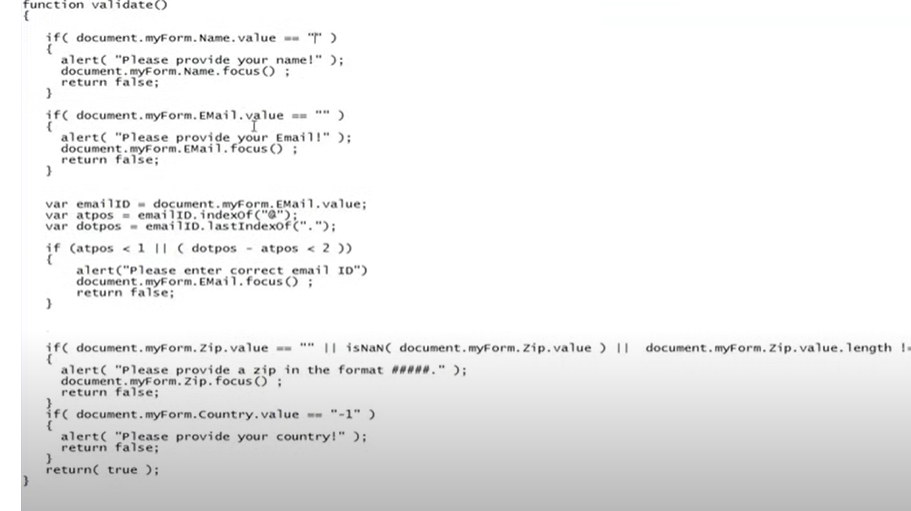 function validate()
{
if( document.myForm.Name.value == "" )
{
alert( "Please provide your name!" );
document.myForm.Name.focus() ;
return false;
}
if( document.myForm.EMail.value == "" )
{
alert( "Please provide your Email!" );
document.myForm.EMail.focus() ;
return false;
}
var emailID = document.myForm.EMail.value;
var atpos = emailID.indexOf("@");
var dotpos = emailID.lastIndexOf(".");
if (atpos < 1 || ( dotpos - atpos < 2 ))
{
alert("Please enter correct email ID")
document.myForm.EMail.focus() ;
return false;
}
if( document.myForm.Zip.value == "" || isNaN( document.myForm.Zip.value ) || document.myForm.Zip.value.length !=
{
alert( "Please provide a zip in the format #####." );
document.myForm.Zip.focus() ;
return false;
}
if( document.myForm.Country.value == "-1" )
{
alert( "Please provide your country!" );
return false;
}
return( true );
}